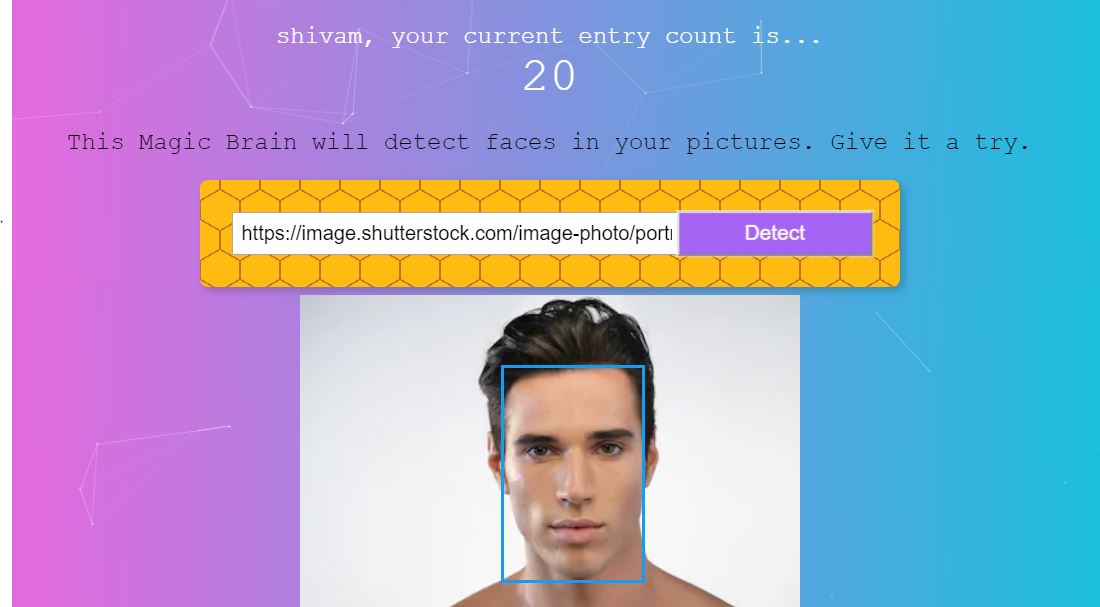 shivam, your current entry count is...
20
This Magic Brain will detect faces in your pictures. Give it a try.
https://image.shutterstock.com/image-photo/port
Detect